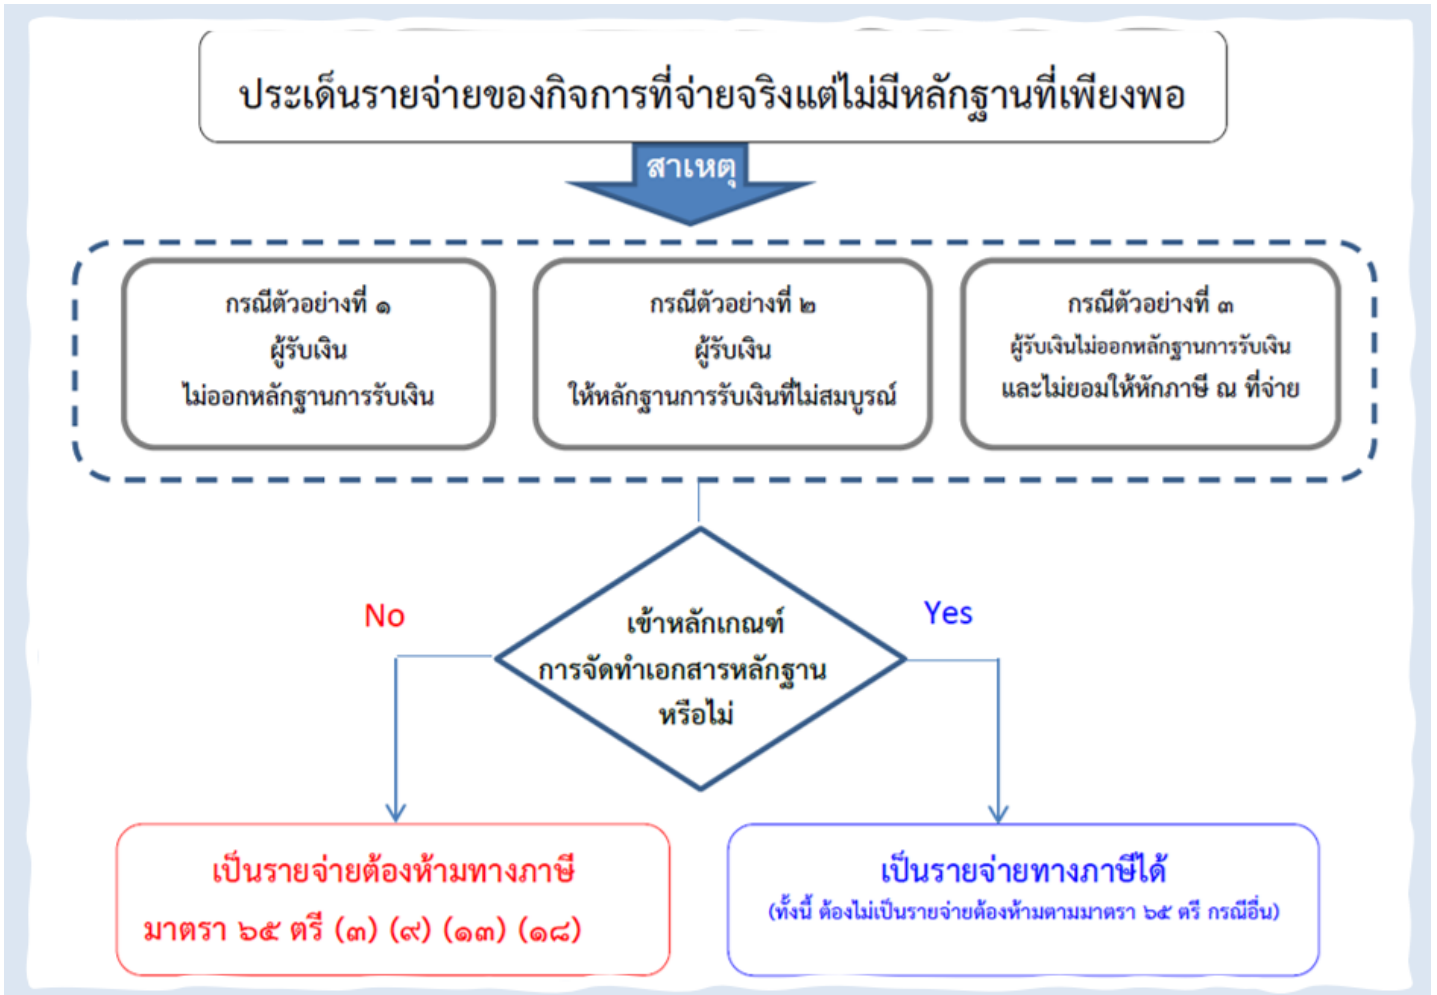 ประเด็นรายจ่ายของกิจการที่จ่ายจริงแต่ไม่มีหลักฐานที่เพียงพอ
สาเหตุ
กรณีตัวอย่างที่ ๑
ผู้รับเงิน
ไม่ออกหลักฐานการรับเงิน
กรณีตัวอย่างที่ ๒
ผู้รับเงิน
ให้หลักฐานการรับเงินที่ไม่สมบูรณ์
กรณีตัวอย่างที่ ๓
ผู้รับเงินไม่ออกหลักฐานการรับเงิน
และไม่ยอมให้หักภาษี ณ ที่จ่าย
เข้าหลักเกณฑ์
การจัดทำเอกสารหลักฐาน
หรือไม่
No
Yes
เป็นรายจ่ายต้องห้ามทางภาษี
มาตรา ๖๕ ตรี (๓) (๙) (๑๓) (๑๘)
เป็นรายจ่ายทางภาษีได้
(ทั้งนี้ ต้องไม่เป็นรายจ่ายต้องห้ามตามมาตรา ๖๕ ตรี กรณีอื่น)